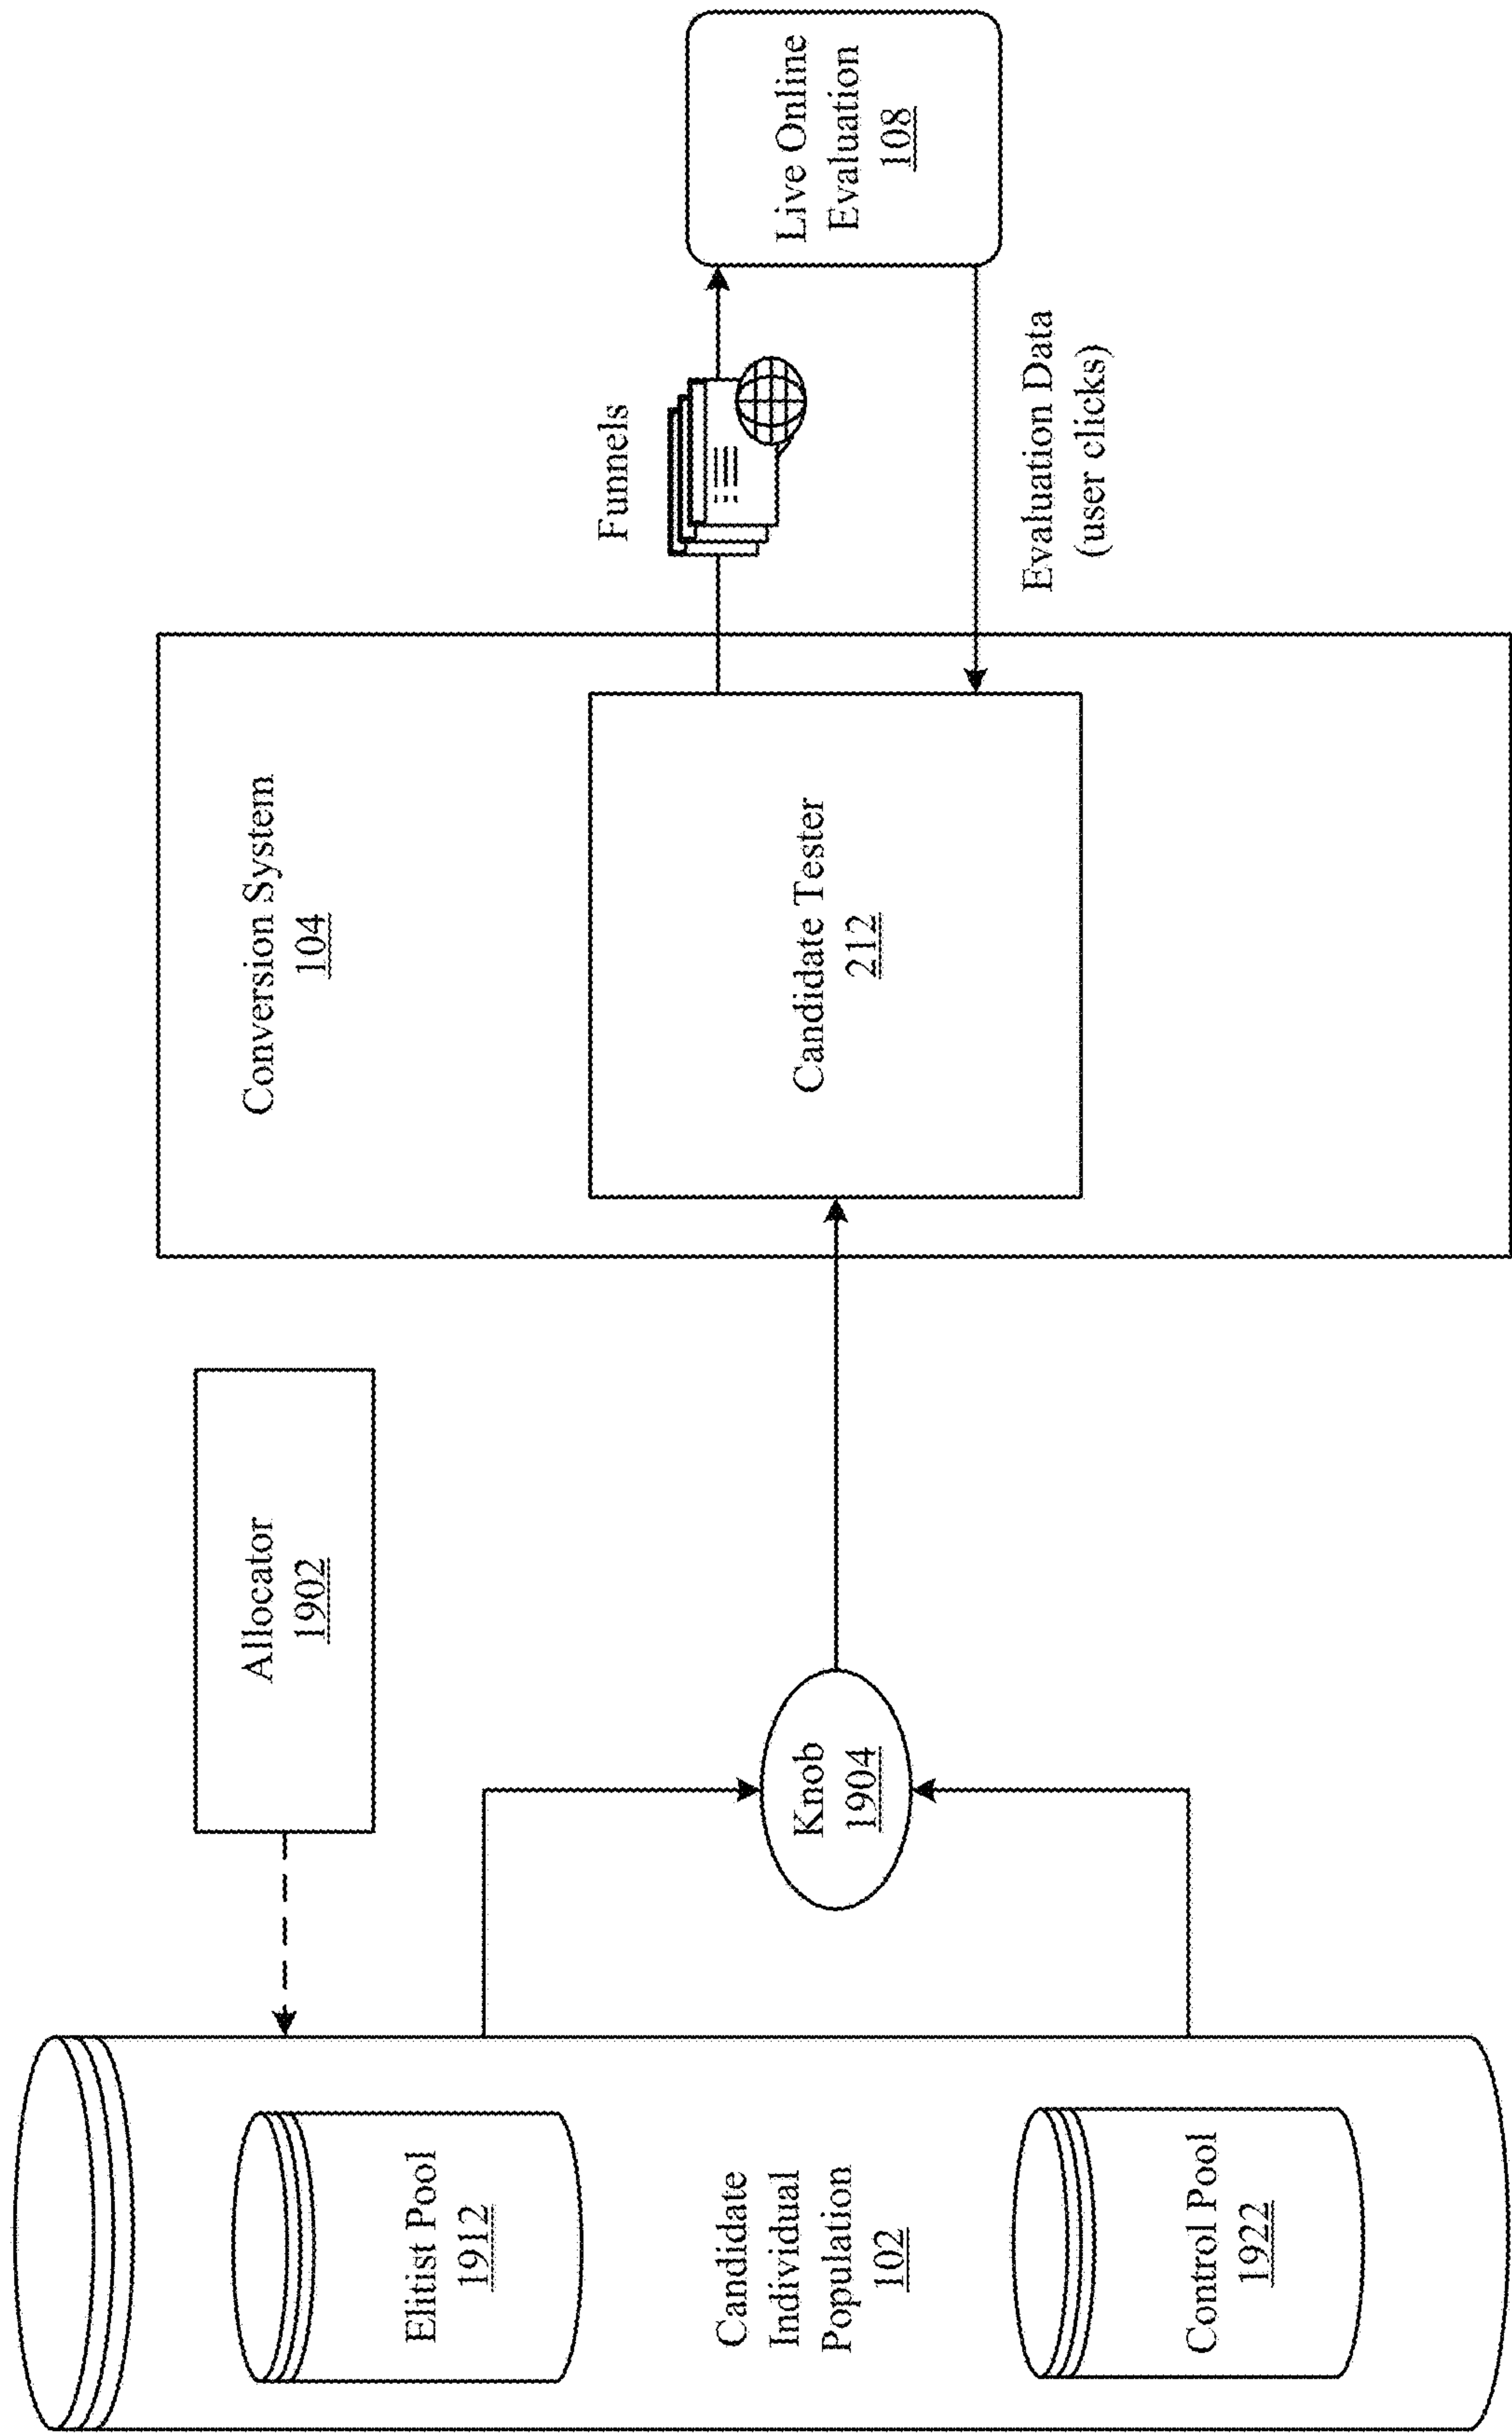 Elitist Pool
1912
Candidate
Individual
Population
102
Control Pool
1922
Allocator
1902
Knob
1904
Conversion System
104
Candidate Tester
212
Funnels
Evaluation Data
(user clicks)
Live Online
Evaluation
108